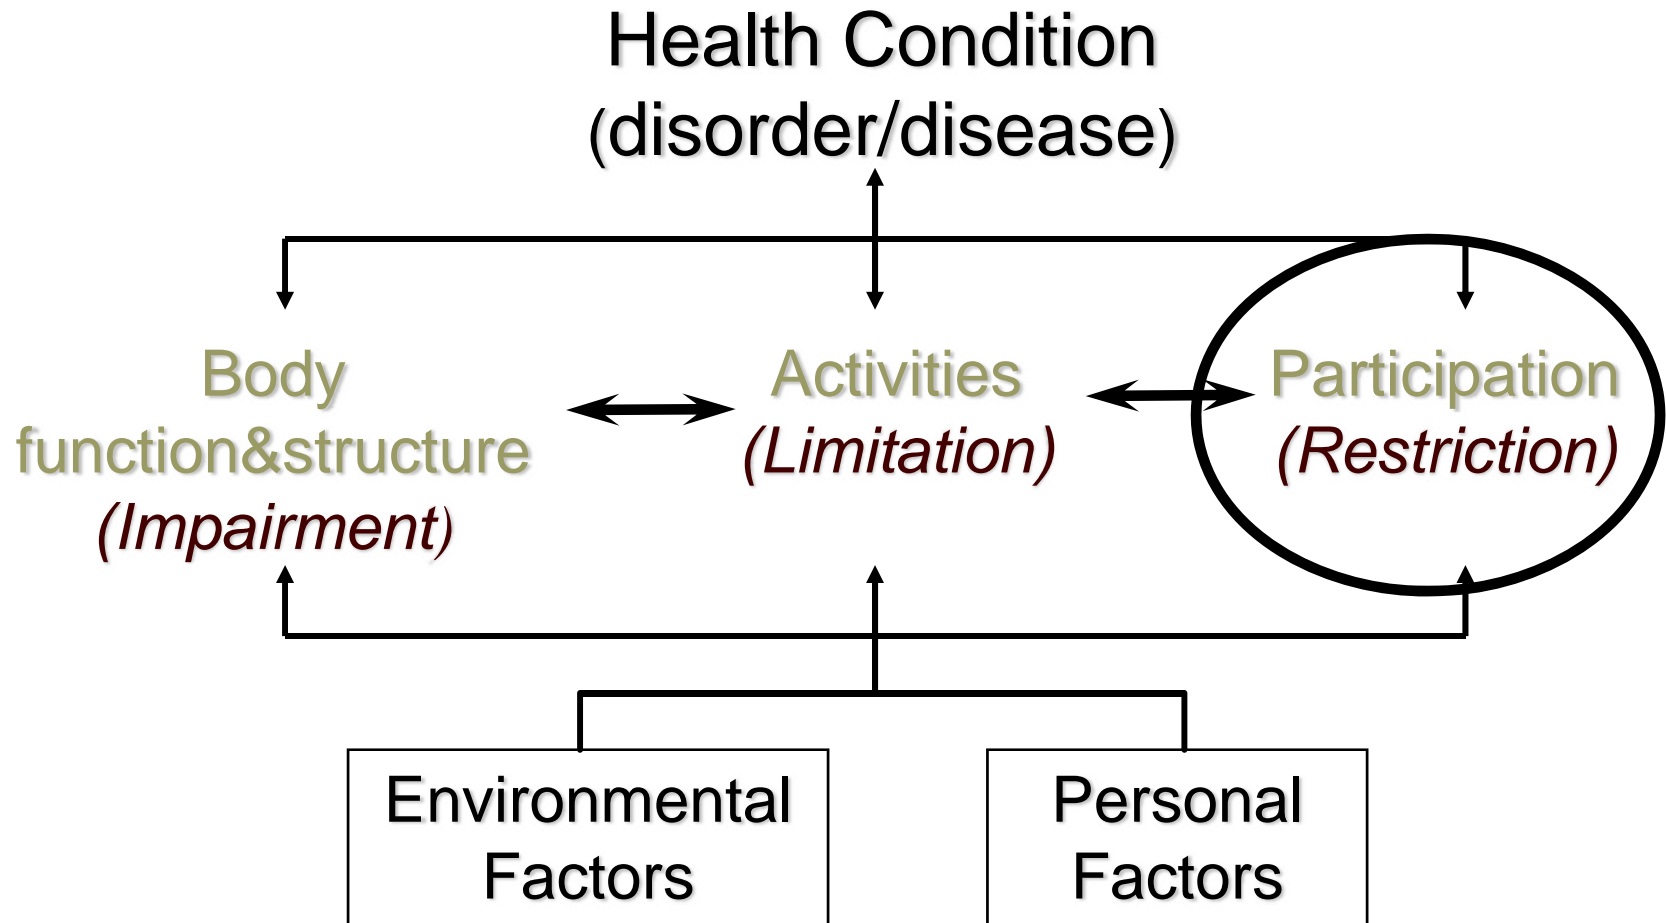 Health Condition
(disorder/disease)
Body
function&structure
(Impairment)
Activities
(Limitation)
Participation
(Restriction)
Environmental
Factors
Personal
Factors